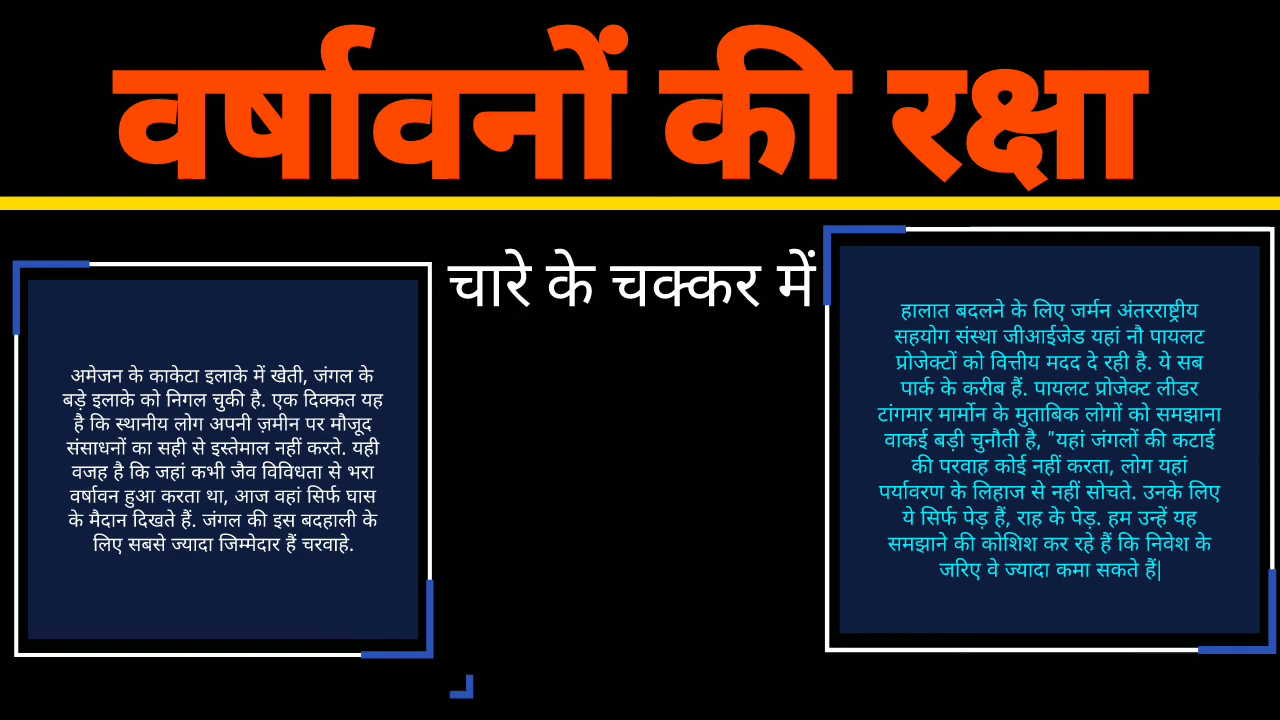 वर्षावनों की रक्षा
चारे के चक्कर में
अमेजन के काकेटा इलाके में खेती, जंगल के
बड़े इलाके को निगल चुकी है. एक दिक्कत यह
है कि स्थानीय लोग अपनी ज़मीन पर मौजूद
संसाधनों का सही से इस्तेमाल नहीं करते. यही
वजह है कि जहां कभी जैव विविधता से भरा
वर्षावन हुआ करता था, आज वहां सिर्फ घास
के मैदान दिखते हैं. जंगल की इस बदहाली के
लिए सबसे ज्यादा जिम्मेदार हैं चरवाहे.
हालात बदलने के लिए जर्मन अंतरराष्ट्रीय
सहयोग संस्था जीआईजेड यहां नौ पायलट
प्रोजेक्टों को वित्तीय मदद दे रही है. ये सब
पार्क के करीब हैं. पायलट प्रोजेक्ट लीडर
टांगमार मार्मोन के मुताबिक लोगों को समझाना
वाकई बड़ी चुनौती है, "यहां जंगलों की कटाई
की परवाह कोई नहीं करता, लोग यहां
पर्यावरण के लिहाज से नहीं सोचते. उनके लिए
ये सिर्फ पेड़ हैं, राह के पेड़. हम उन्हें यह
समझाने की कोशिश कर रहे हैं कि निवेश के
जरिए वे ज्यादा कमा सकते हैं|